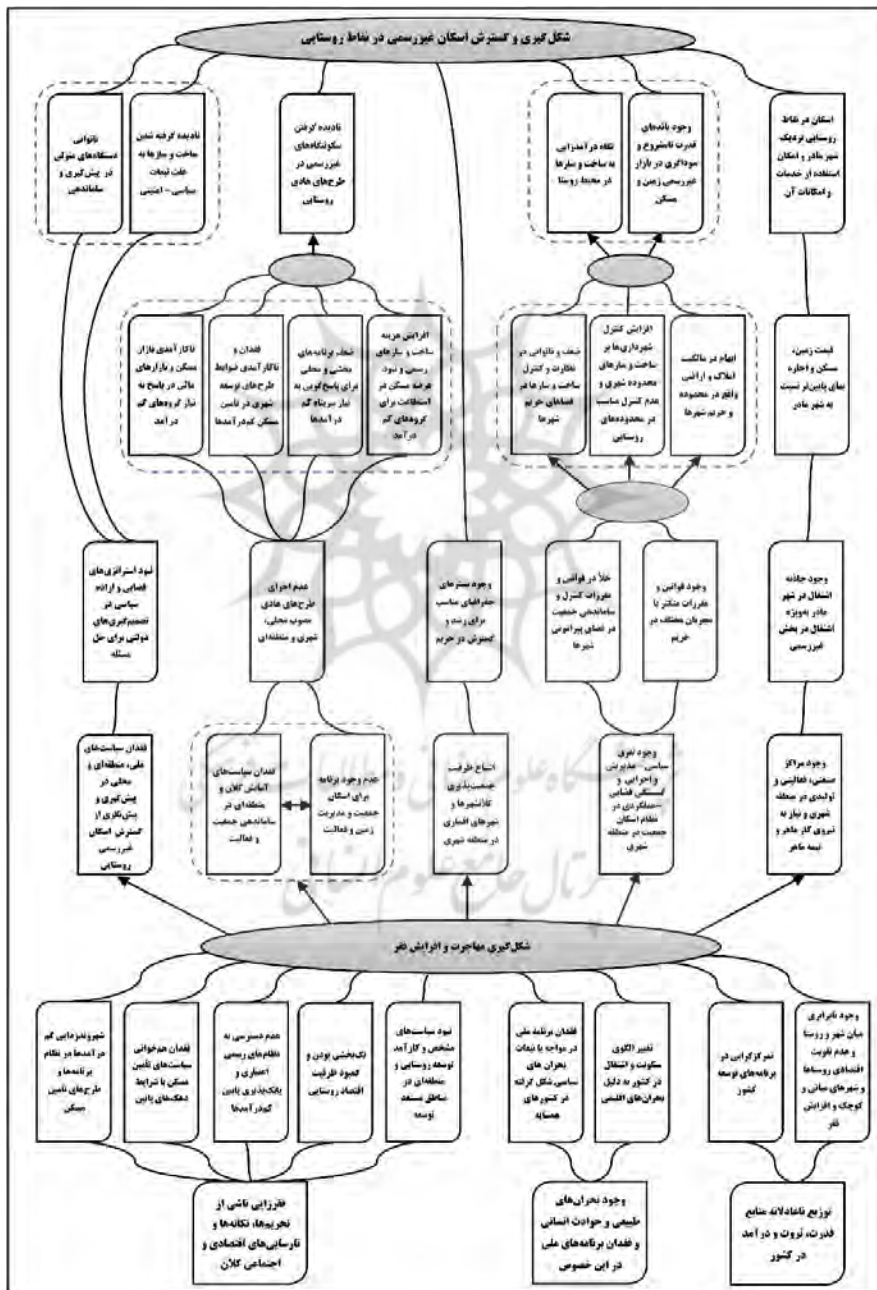 شکل‌گیری و گسترش اسکان غیررسمی در نقاط روستایی
اسکان در نقاط
روستایی نزدیک
شهر مادر و امکان
استفاده از خدمات
و امکانات آن
وجود باندهای
قدرت نامشروع و
سوداگری در بازار
غیررسمی زمین و
مسکن
نگاه درآمدزایی
به ساخت و سازها
در محیط روستا
نادیده گرفتن
سکونتگاه‌های
غیررسمی در
طرح‌های هادی
روستایی
نادیده گرفته شدن
ساخت و سازها به
علت تبعات
سیاسی - امنیتی
ناتوانی
دستگاه‌های متولی
در پیش‌گیری و
ساماندهی
قیمت زمین،
مسکن و اجاره
بهای پایین‌تر نسبت
به شهر مادر
ابهام در مالکیت
املاک و اراضی
واقع در محدوده
و حریم شهرها
افزایش کنترل
شهرداری‌ها بر
ساخت و سازهای
محدوده شهری و
عدم کنترل مناسب
در محدوده‌های
روستایی
ضعف و ناتوانی در
نظارت و کنترل
ساخت و سازها در
فضاهای حریم
شهرها
افزایش هزینه
ساخت و سازهای
رسمی و نبود
عرضه مسکن در
استطاعت برای
گروه‌های کم
درآمد
ضعف برنامه‌های
بخشی و محلی
برای پاسخ‌گویی به
نیاز سرپناه کم
درآمدها
فقدان و
ناکارآمدی ضوابط
طرح‌های توسعه
شهری در تامین
مسکن کم‌درآمدها
ناکارآمدی بازار
مسکن و بازارهای
مالی در پاسخ به
نیاز گروه‌های کم
درآمد
وجود جاذبه
اشتغال در شهر
مادر به‌ویژه
اشتغال در بخش
غیررسمی
وجود قوانین و
مقررات متکثر با
مجریان مختلف در
حریم
خلأ در قوانین و
مقررات کنترل و
ساماندهی جمعیت
در فضای پیرامونی
شهرها
وجود بسترهای
جغرافیای مناسب
برای رشد و
گسترش در حریم
عدم اجرای
طرح‌های هادی
مصوب محلی،
شهری و منطقه‌ای
نبود استراتژی‌های
فضایی و اراده
سیاسی در
تصمیم‌گیری‌های
دولتی برای حل
مسئله
وجود مراکز
صنعتی، فعالیتی و
تولیدی در منطقه
شهری و نیاز به
نیروی کار ماهر و
نیمه ماهر
وجود تفرق
سیاسی - مدیریتی
و اجرایی و
گسستگی فضایی
-عملکردی در
نظام اسکان
جمعیت در منطقه
شهری
اشباع ظرفیت
جمعیت‌پذیری
کلانشهرها و
شهرهای اقماری
در منطقه شهری
عدم وجود برنامه
برای اسکان
جمعیت و مدیریت
زمین و فعالیت
فقدان سیاست‌های
آمایش کلان و
منطقه‌ای در
ساماندهی جمعیت
و فعالیت
فقدان سیاست‌های
ملی، منطقه‌ای و
محلی در
پیش‌گیری و
پیش‌نگری از
گسترش اسکان
غیررسمی
روستایی
پژوهشگاه علوم انسانی و مطالعات فرهنگی
پرتال جامع علوم انسانی
شکل‌گیری مهاجرت و افزایش فقر
وجود نابرابری
میان شهر و روستا
و عدم تقویت
اقتصادی روستاها
و شهرهای میانی و
کوچک و افزایش
فقر
تمرکزگرایی در
برنامه‌های توسعه
کشور
تغییر الگوی
سکونت و اشتغال
در کشور به دلیل
بحران‌های اقلیمی
فقدان برنامه ملی
در مواجه با تبعات
بحران های
سیاسی شکل گرفته
در کشورهای
همسایه
نبود سیاست‌های
مشخص و کارآمد
توسعه روستایی و
منطقه‌ای در
مناطق مستعد
توسعه
تک‌بخشی بودن و
کمبود ظرفیت
اقتصاد روستایی
عدم دسترسی به
نظام‌های رسمی
اعتباری و
بانک‌پذیری پایین
کم‌درآمدها
فقدان هم‌خوانی
سیاست‌های تأمین
مسکن با شرایط
دهک‌های پایین
شهروندزدایی کم
درآمدها در نظام
برنامه‌ها و
طرح‌های تامین
مسکن
توزیع ناعادلانه منابع
قدرت، ثروت و درآمد
در کشور
وجود بحران‌های
طبیعی و حوادث انسانی
و فقدان برنامه‌های ملی
در این خصوص
فقرزایی ناشی از
تحریم‌ها، تکانه‌ها و
نارسایی‌های اقتصادی و
اجتماعی کلان